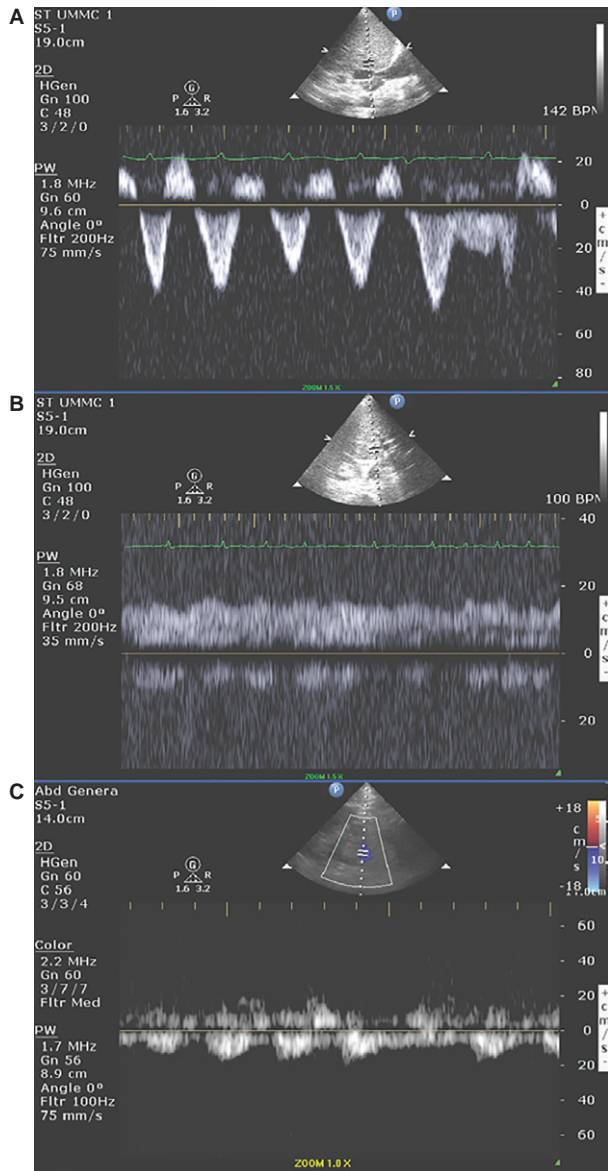 A
ST UMMC 1
S5-1
19.0cm
2D
HGen
Gn 100
C 48
3/2/0
PW
1.8 MHz
Gn 60
9.6 cm
Angle 0º
Fltr 200Hz
75 mm/s
P
G
P R
1.6 3.2
142 BPM
20
0
20
40
60
80
+
c
m
/
s
-
ZOOM 1.5 X
B
ST UMMC 1
S5-1
19.0cm
2D
HGen
Gn 100
C 48
3/2/0
PW
1.8 MHz
Gn 68
9.5 cm
Angle 0º
Fltr 200Hz
35 mm/s
P
G
P R
1.6 3.2
100 BPM
40
20
0
20
+
c
m
/
s
-
ZOOM 1.5 X
C
Abd Genera
S5-1
14.0cm
2D
HGen
Gn 60
C 56
3/3/4
Color
2.2 MHz
Gn 60
3/7/7
Fltr Med
PW
1.7 MHz
Gn 56
8.9 cm
Angle 0º
Fltr 100Hz
75 mm/s
P
G
P R
1.6 3.2
+18
c
m
/
s
-18
60
40
20
0
20
40
60
+
c
m
/
s
-
ZOOM 1.0 X